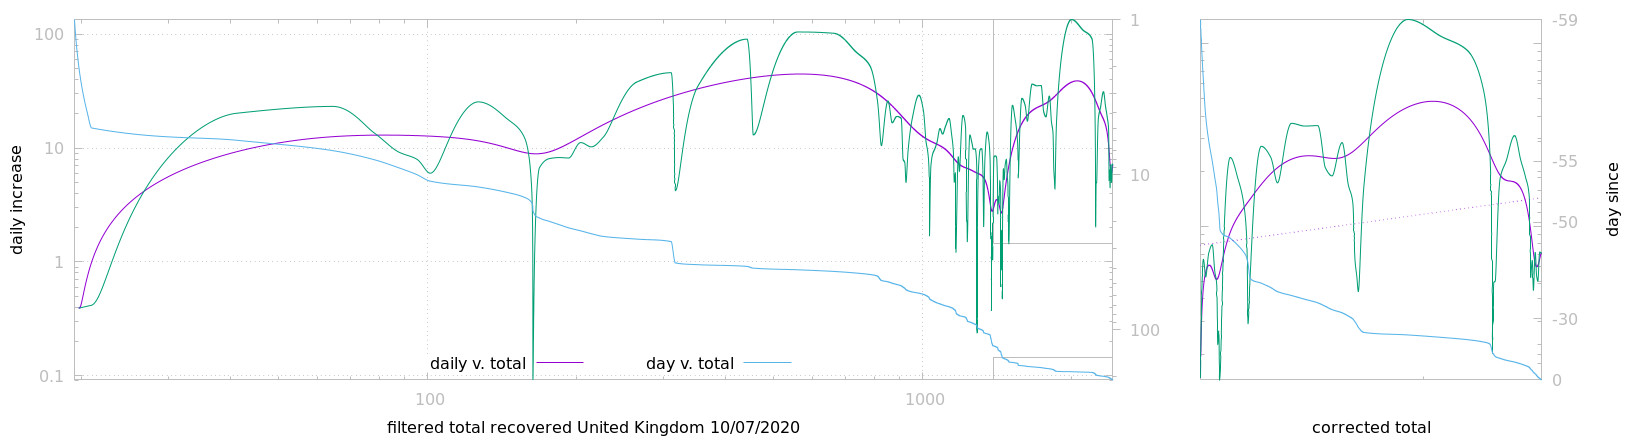 100
10
1
0.1
daily increase
100
1000
daily v. total
day v. total
1
10
100
filtered total recovered United Kingdom 10/07/2020
-59
-55
-50
-30
0
day since
corrected total